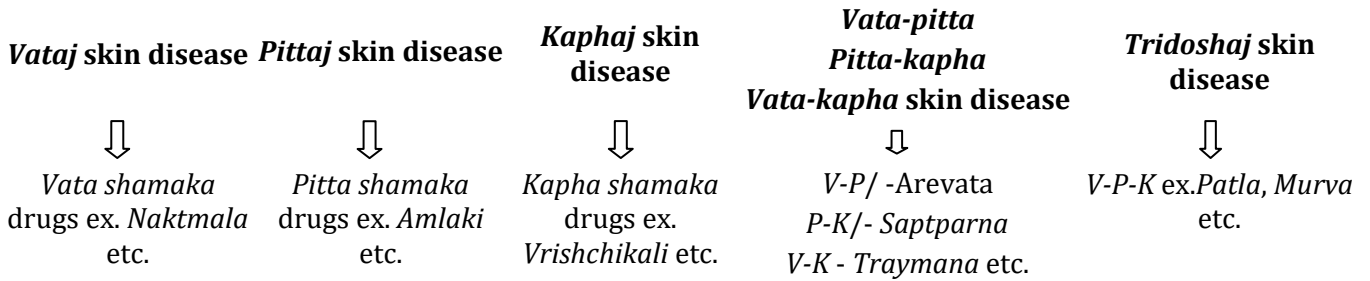 Vataj skin disease
Vata shamaka
drugs ex. Naktmala
etc.
Pittaj skin disease
Pitta shamaka
drugs ex. Amlaki
etc.
Kaphaj skin
disease
Kapha shamaka
drugs ex.
Vrishchikali etc.
Vata-pitta
Pitta-kapha
Vata-kapha skin disease
V-P/ -Arevata
P-K/- Saptparna
V-K - Traymana etc.
Tridoshaj skin
disease
V-P-K ex.Patla, Murva
etc.